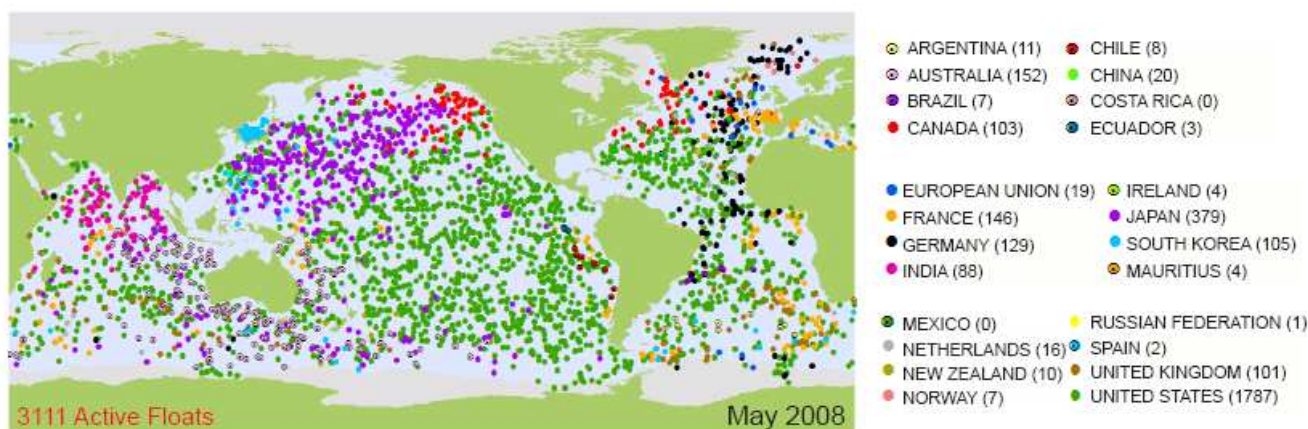 ARGENTINA (11)
AUSTRALIA (152)
BRAZIL (7)
CANADA (103)
CHILE (8)
CHINA (20)
COSTA RICA (0)
ECUADOR (3)
EUROPEAN UNION (19)
FRANCE (146)
GERMANY (129)
INDIA (88)
IRELAND (4)
JAPAN (379)
SOUTH KOREA (105)
MAURITIUS (4)
MEXICO (0)
NETHERLANDS (16)
NEW ZEALAND (10)
NORWAY (7)
RUSSIAN FEDERATION (1)
SPAIN (2)
UNITED KINGDOM (101)
UNITED STATES (1787)
3111 Active Floats
May 2008